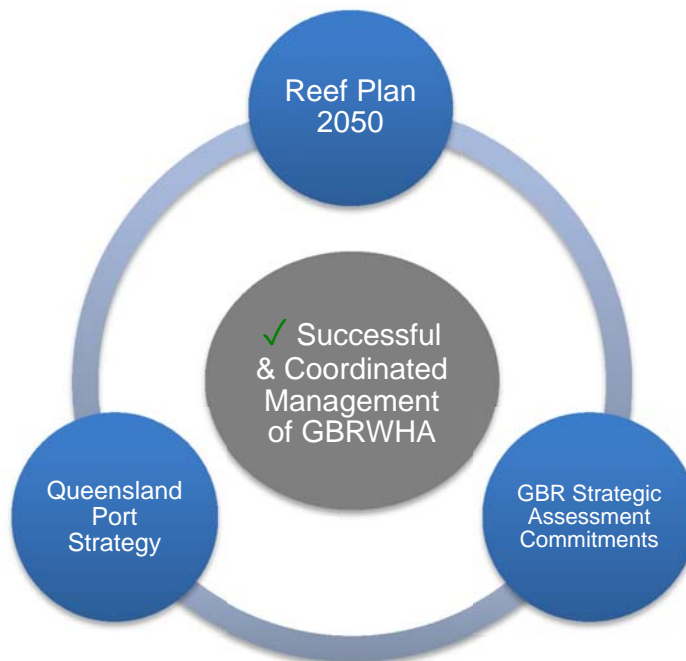 Reef Plan
2050
✓ Successful
& Coordinated
Management
of GBRWHA
Queensland
Port
Strategy
GBR Strategic
Assessment
Commitments